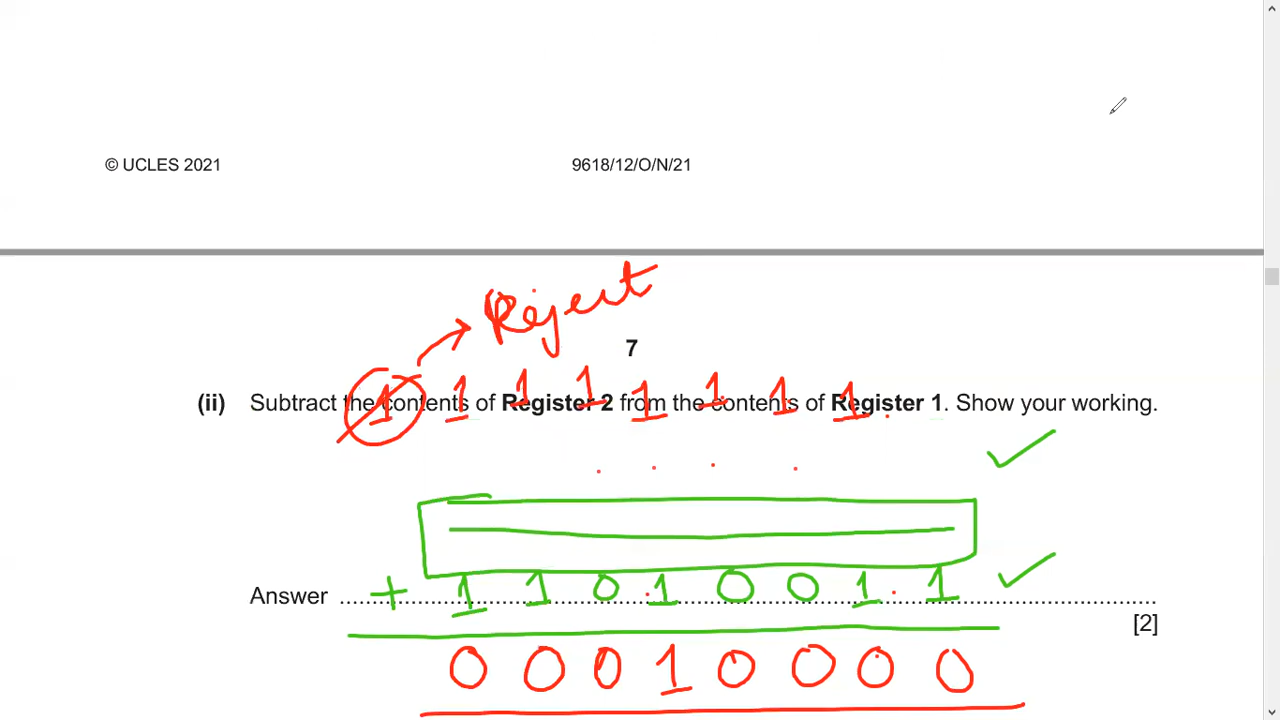 © UCLES 2021 9618/12/O/N/21
Reject
7
1 1 1 1 1 1 1 1
(ii) Subtract the contents of Register 2 from the contents of Register 1. Show your working.
+ 1 1 0 1 0 0 1 1
Answer ................................................................
[2]
0 0 0 1 0 0 0 0